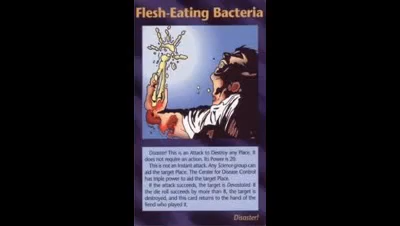 Flesh-Eating Bacteria
Disaster! This is an Attack to Destroy any Place. It
does not require an action. Its Power is 26.
This is not an Instant attack. Any Science group can
aid the target Place. The Center for Disease Control
has triple power to aid the target Place.
If the attack succeeds, the target is Devastated. If
the die roll succeeds by more than 8, the target is
destroyed, and this card returns to the hand of the
fiend who played it.
Disaster!